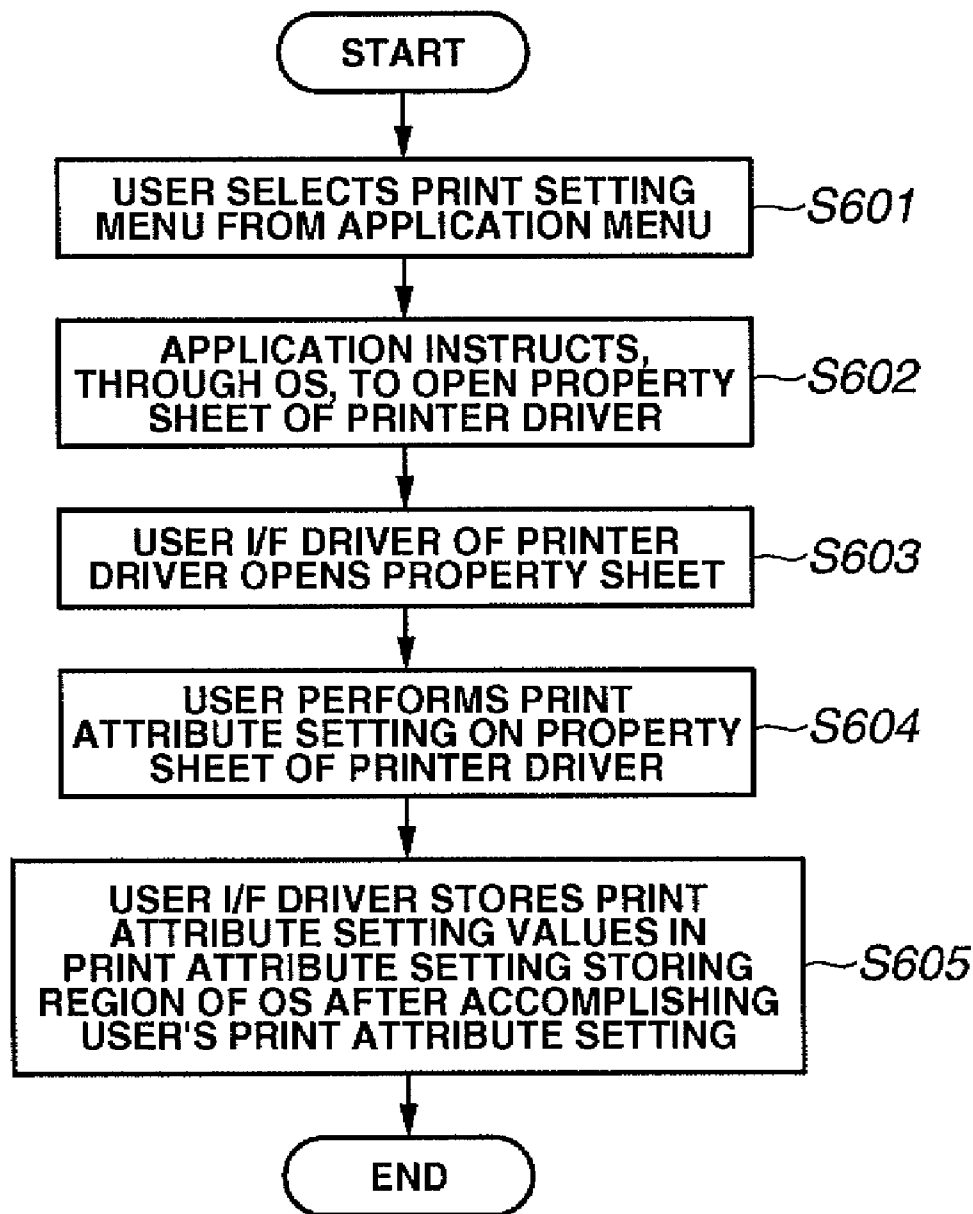 START
USER SELECTS PRINT SETTING
MENU FROM APPLICATION MENU
S601
APPLICATION INSTRUCTS,
THROUGH OS, TO OPEN PROPERTY
SHEET OF PRINTER DRIVER
S602
USER I/F DRIVER OF PRINTER
DRIVER OPENS PROPERTY SHEET
S603
USER PERFORMS PRINT
ATTRIBUTE SETTING ON PROPERTY
SHEET OF PRINTER DRIVER
S604
USER I/F DRIVER STORES PRINT
ATTRIBUTE SETTING VALUES IN
PRINT ATTRIBUTE SETTING STORING
REGION OF OS AFTER ACCOMPLISHING
USER'S PRINT ATTRIBUTE SETTING
S605
END